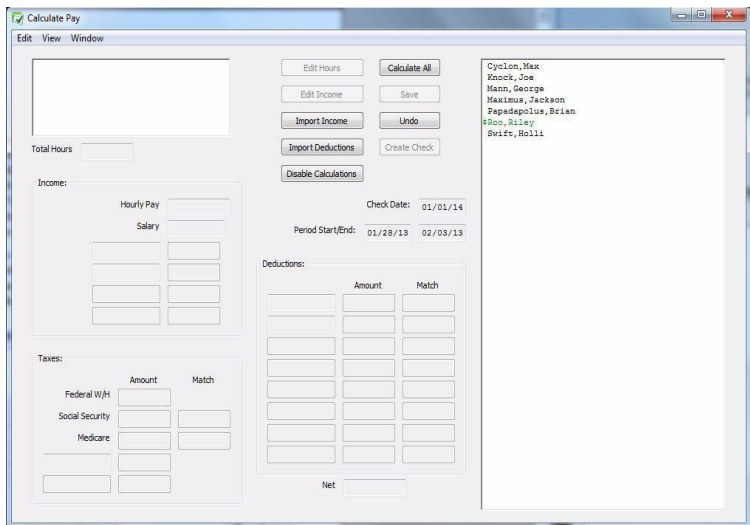 Calculate Pay
Edit View Window
Edit Hours Calculate All
Edit Income Save
Import Income Undo
Import Deductions Create Check
Disable Calculations
Total Hours
Income:
Hourly Pay
Salary
Check Date: 01/01/14
Period Start/End: 01/28/13 02/03/13
Deductions:
Amount Match
Taxes:
Amount Match
Federal W/H
Social Security
Medicare
Net
Cyclon,Max
Knock,Joe
Mann,George
Maximus,Jackson
Papadapolus,Brian
$Roo,Riley
Swift,Holli